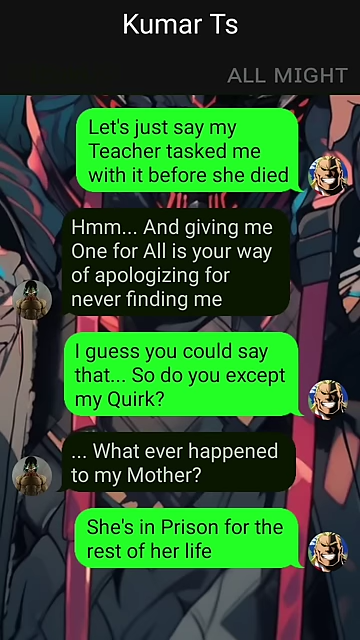 Kumar Ts
ALL MIGHT
Let's just say my
Teacher tasked me
with it before she died
Hmm... And giving me
One for All is your way
of apologizing for
never finding me
I guess you could say
that... So do you except
my Quirk?
... What ever happened
to my Mother?
She's in Prison for the
rest of her life